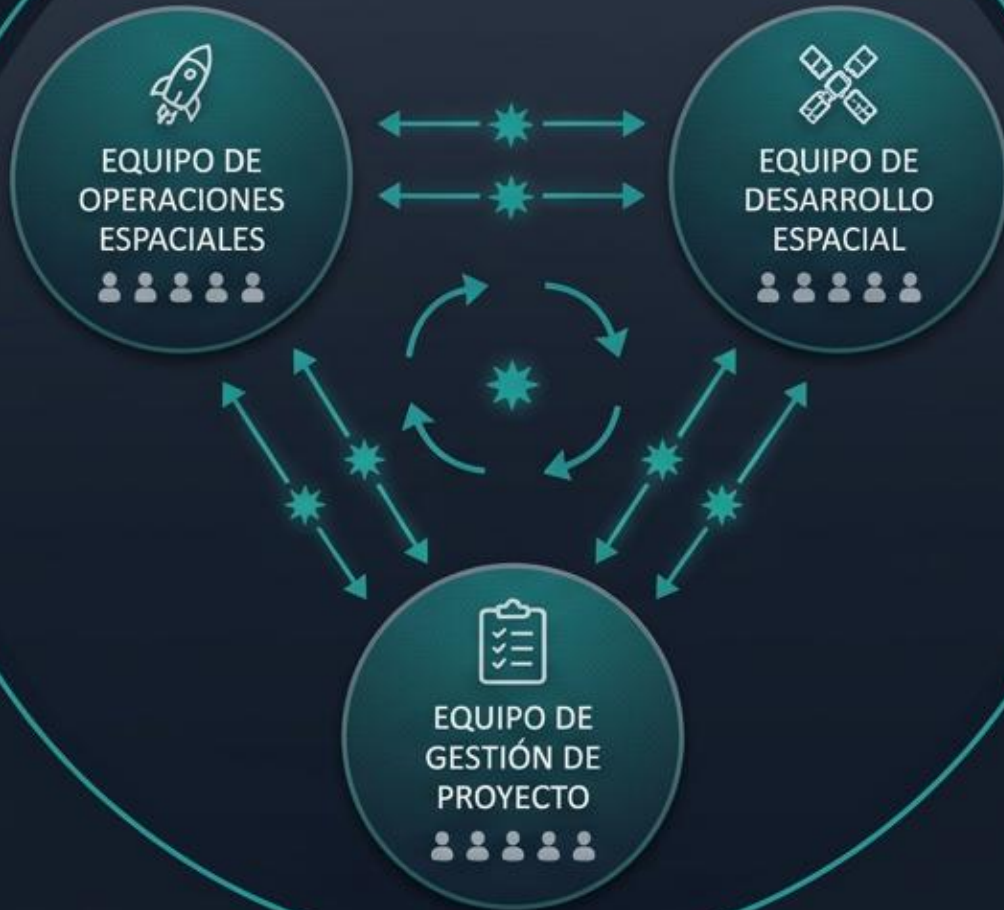 EQUIPO DE
OPERACIONES
ESPACIALES
EQUIPO DE
DESARROLLO
ESPACIAL
EQUIPO DE
GESTIÓN DE
PROYECTO